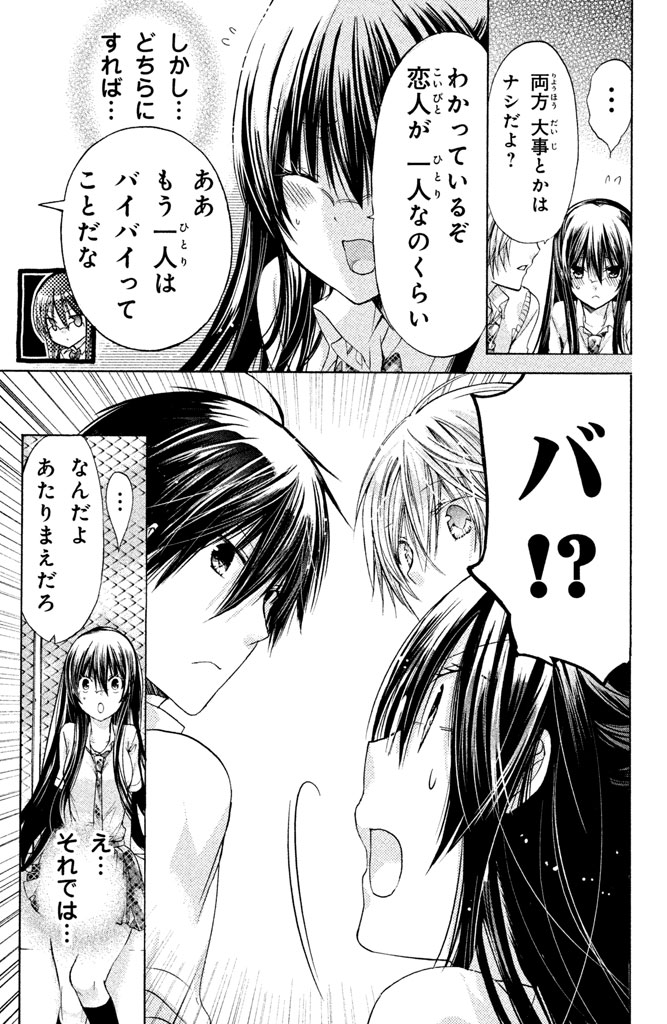 …
両方 大事とかは
ナシだよ?
わかっているぞ
恋人が 一人なのくらい
しかし…
どちらに
すれば…
ああ
もう一人は
バイバイって
ことだな
バ
!?
…
なんだよ
あたりまえだろ
え…
それでは…